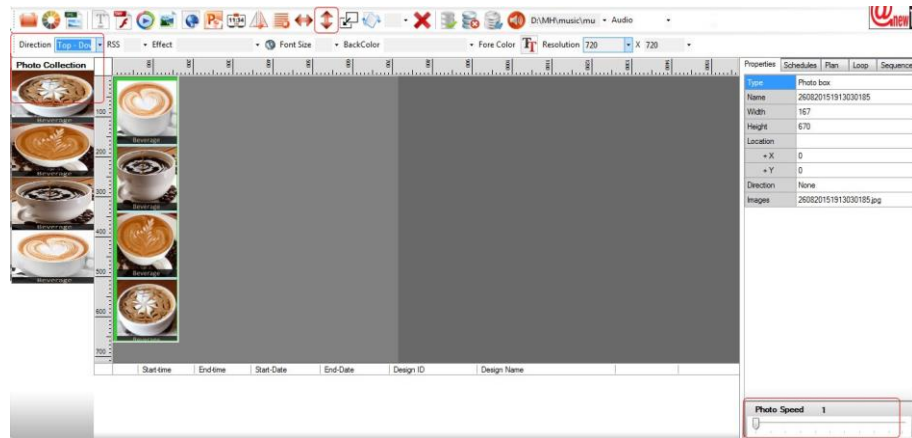 D:\MH\music\mu Audio
@new
Direction Top - Dow RSS Effect Font Size BackColor Fore Color Resolution 720 X 720
Photo Collection
Properties Schedules Plan Loop Sequence
Type Photo box
Name 260820151913030185
Width 167
Height 670
Location
+ X 0
+ Y 0
Direction None
Images 260820151913030185.jpg
Beverage
Beverage
Beverage
Beverage
100
200
300
400
500
600
700
Beverage
Beverage
Beverage
Beverage
Start-time End-time Start-Date End-Date Design ID Design Name
Photo Speed 1